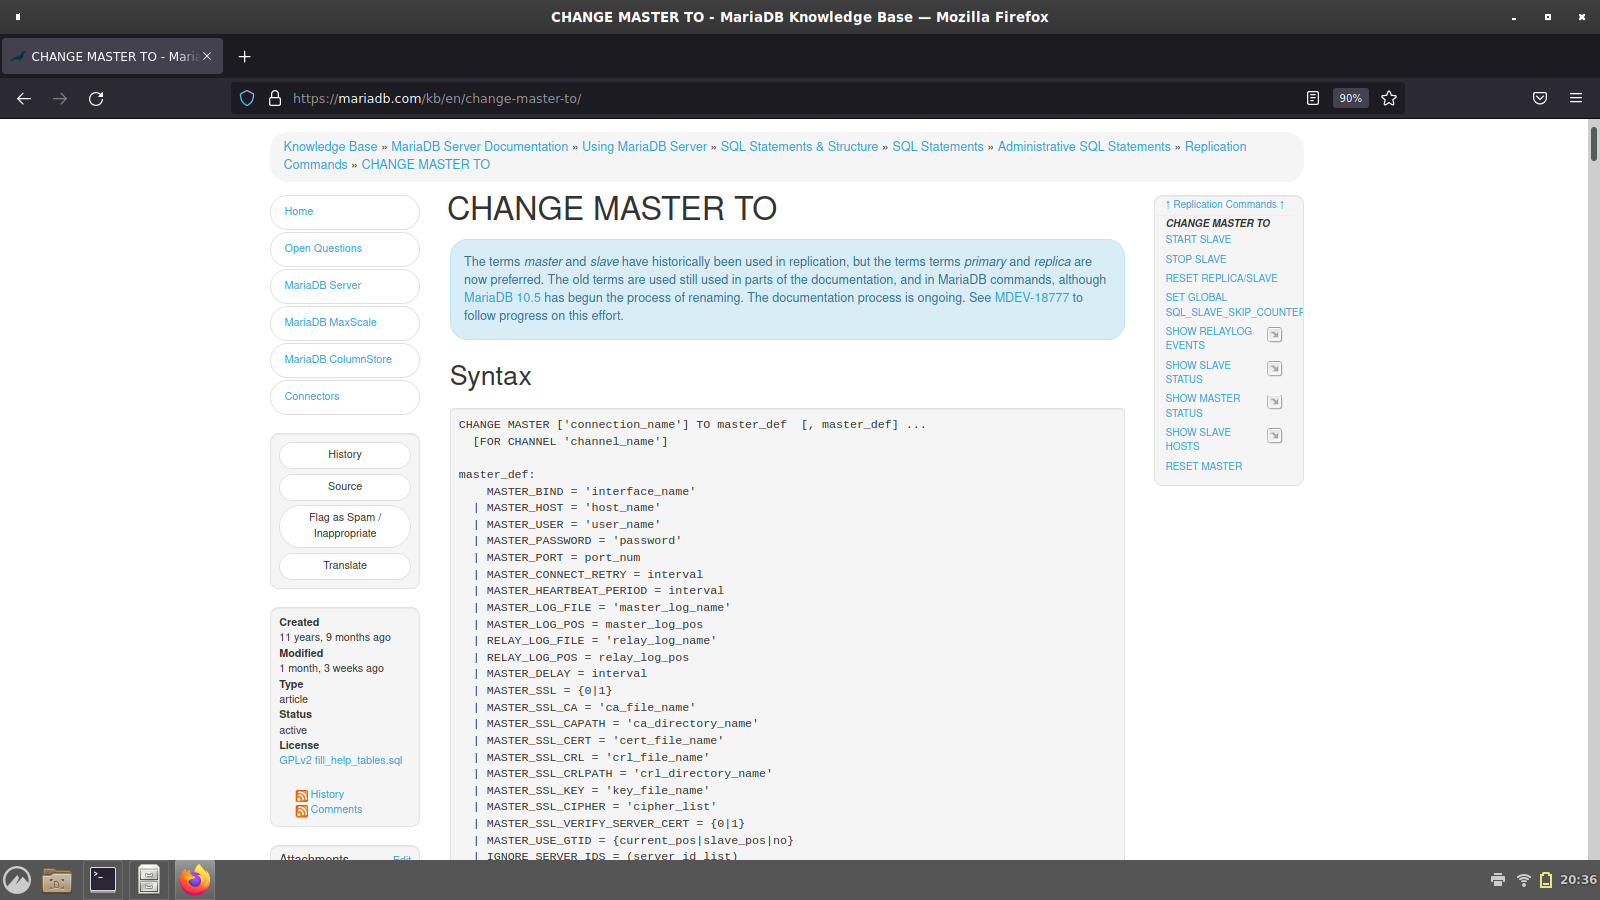 CHANGE MASTER TO - MariaDB Knowledge Base — Mozilla Firefox
CHANGE MASTER TO - Maria
https://mariadb.com/kb/en/change-master-to/
90%
Knowledge Base » MariaDB Server Documentation » Using MariaDB Server » SQL Statements & Structure » SQL Statements » Administrative SQL Statements » Replication
Commands » CHANGE MASTER TO
Home
Open Questions
MariaDB Server
MariaDB MaxScale
MariaDB ColumnStore
Connectors
History
Source
Flag as Spam /
Inappropriate
Translate
Created
11 years, 9 months ago
Modified
1 month, 3 weeks ago
Type
article
Status
active
License
GPLv2 fill_help_tables.sql
History
Comments
Attachments
Edit
CHANGE MASTER TO
The terms master and slave have historically been used in replication, but the terms terms primary and replica are
now preferred. The old terms are used still used in parts of the documentation, and in MariaDB commands, although
MariaDB 10.5 has begun the process of renaming. The documentation process is ongoing. See MDEV-18777 to
follow progress on this effort.
Syntax
CHANGE MASTER ['connection_name'] TO master_def  [, master_def] ...
  [FOR CHANNEL 'channel_name']
master_def:
    MASTER_BIND = 'interface_name'
  | MASTER_HOST = 'host_name'
  | MASTER_USER = 'user_name'
  | MASTER_PASSWORD = 'password'
  | MASTER_PORT = port_num
  | MASTER_CONNECT_RETRY = interval
  | MASTER_HEARTBEAT_PERIOD = interval
  | MASTER_LOG_FILE = 'master_log_name'
  | MASTER_LOG_POS = master_log_pos
  | RELAY_LOG_FILE = 'relay_log_name'
  | RELAY_LOG_POS = relay_log_pos
  | MASTER_DELAY = interval
  | MASTER_SSL = {0|1}
  | MASTER_SSL_CA = 'ca_file_name'
  | MASTER_SSL_CAPATH = 'ca_directory_name'
  | MASTER_SSL_CERT = 'cert_file_name'
  | MASTER_SSL_CRL = 'crl_file_name'
  | MASTER_SSL_CRLPATH = 'crl_directory_name'
  | MASTER_SSL_KEY = 'key_file_name'
  | MASTER_SSL_CIPHER = 'cipher_list'
  | MASTER_SSL_VERIFY_SERVER_CERT = {0|1}
  | MASTER_USE_GTID = {current_pos|slave_pos|no}
  | IGNORE_SERVER_IDS = (server_id_list)
↑ Replication Commands ↑
CHANGE MASTER TO
START SLAVE
STOP SLAVE
RESET REPLICA/SLAVE
SET GLOBAL
SQL_SLAVE_SKIP_COUNTER
SHOW RELAYLOG
EVENTS
SHOW SLAVE
STATUS
SHOW MASTER
STATUS
SHOW SLAVE
HOSTS
RESET MASTER
20:36